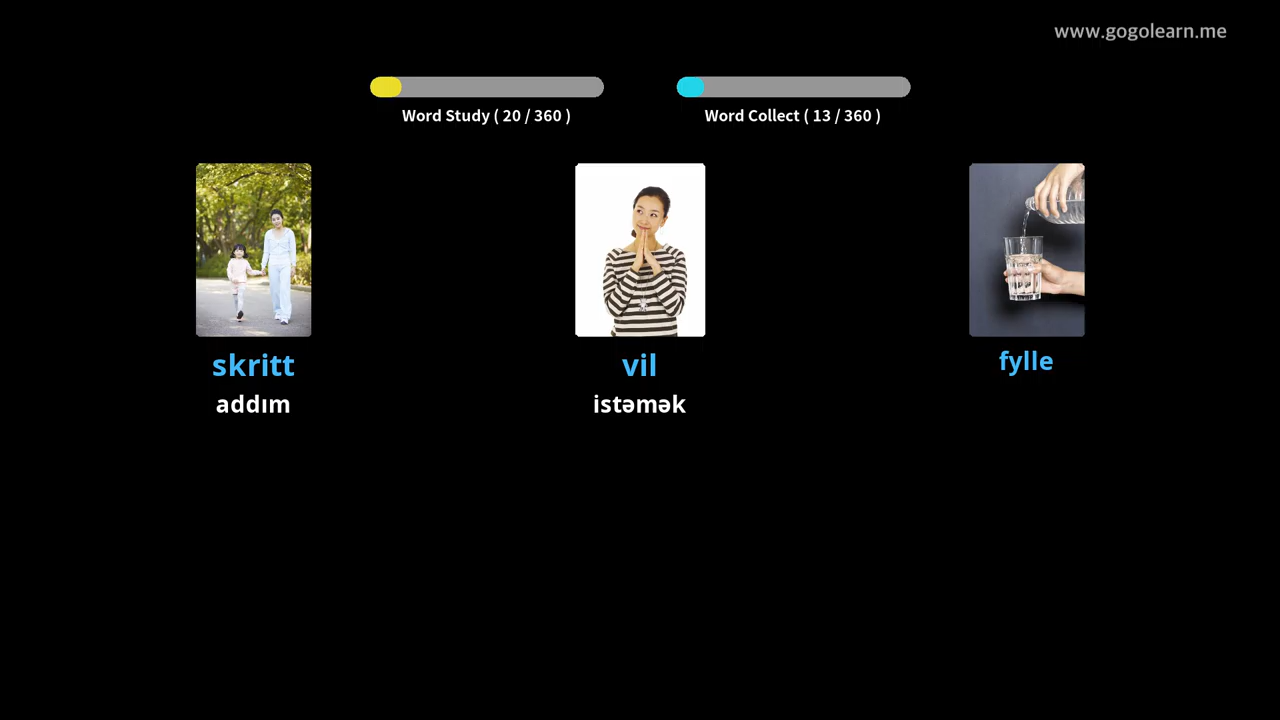 www.gogolearn.me
Word Study ( 20 / 360 )
Word Collect ( 13 / 360 )
skritt
vil
fylle
addım
istəmək